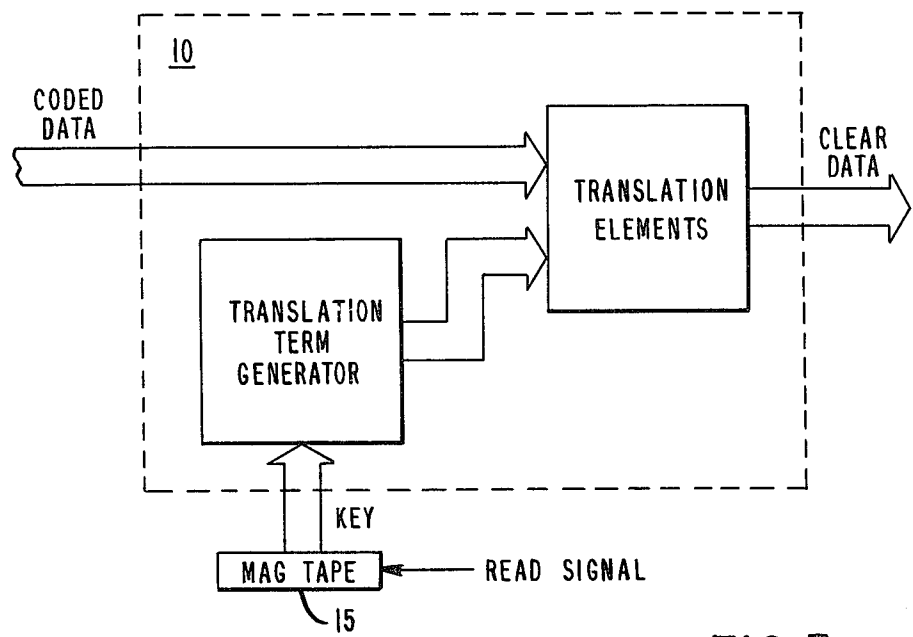 10
CODED
DATA
CLEAR
DATA
TRANSLATION
ELEMENTS
TRANSLATION
TERM
GENERATOR
KEY
MAG TAPE
READ SIGNAL
15